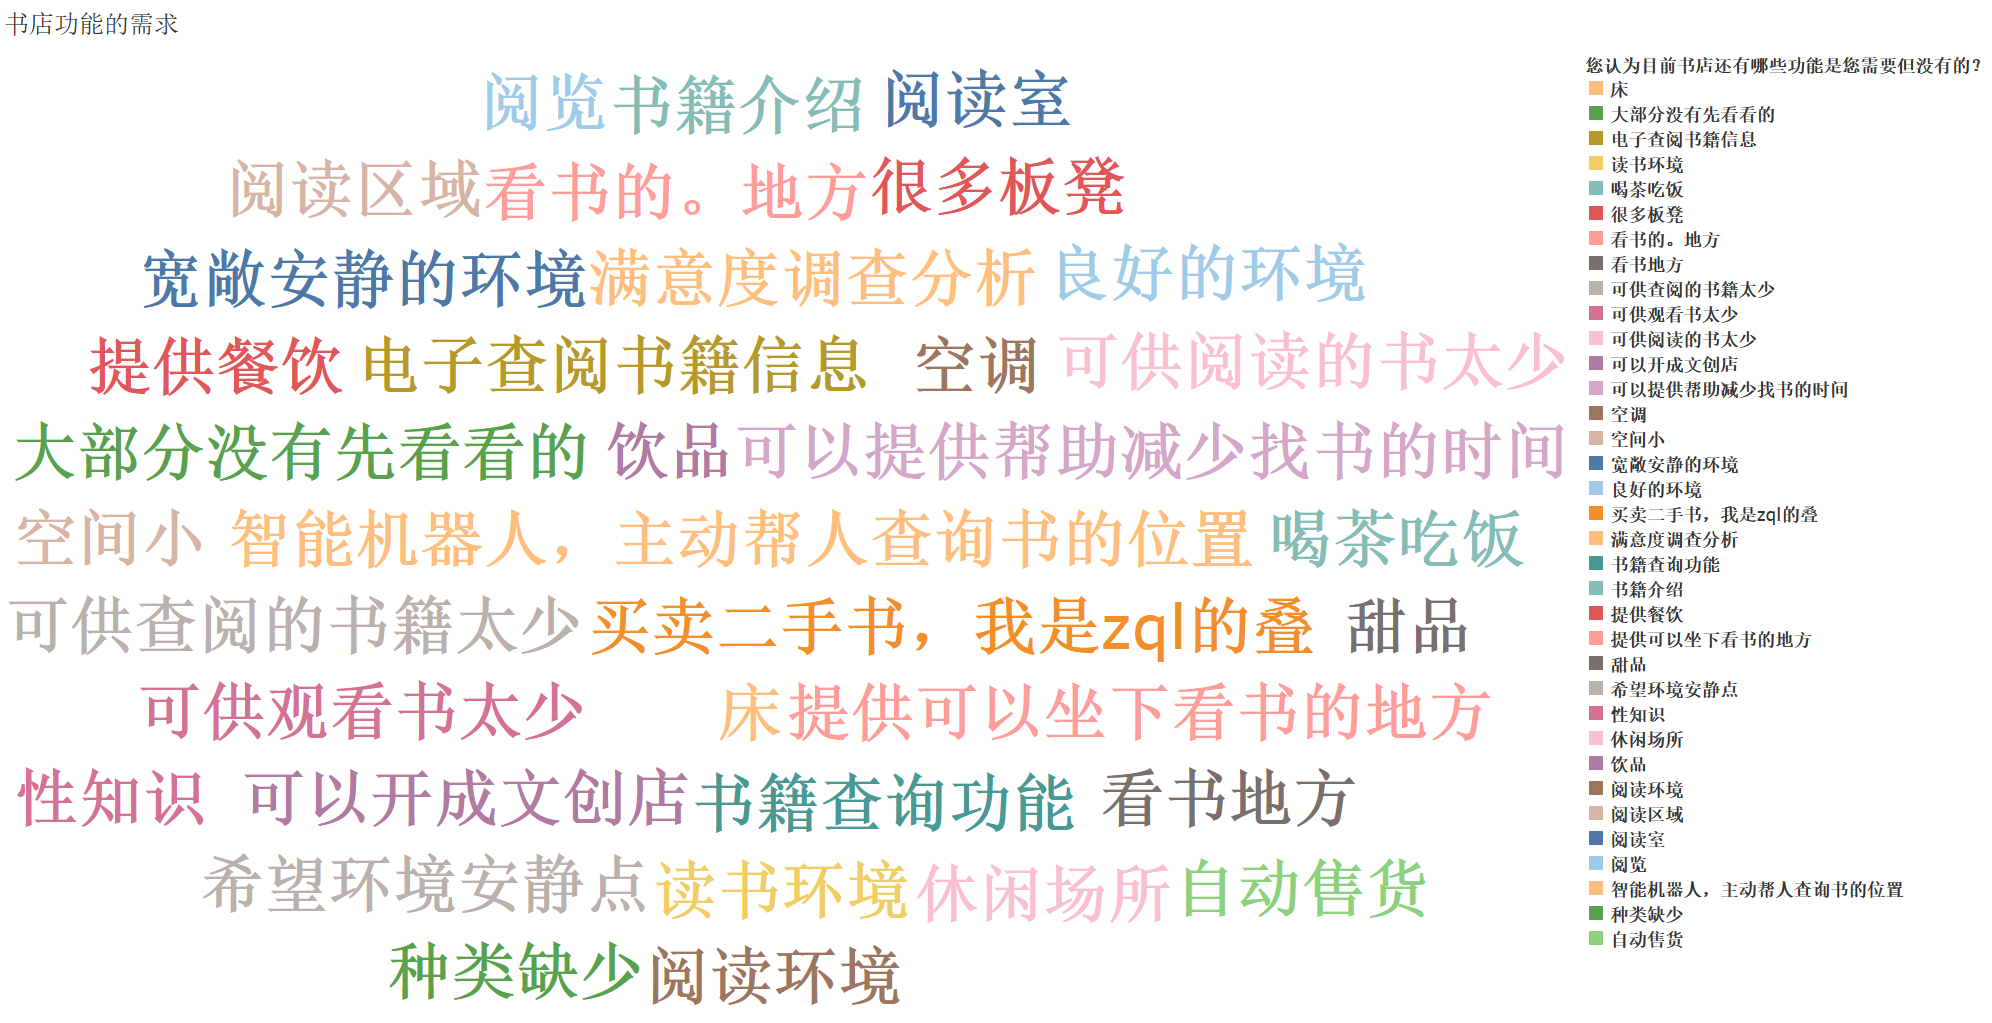 书店功能的需求
阅览 书籍介绍 阅读室
阅读区域 看书的。地方 很多板凳
宽敞安静的环境 满意度调查分析 良好的环境
提供餐饮 电子查阅书籍信息 空调 可供阅读的书太少
大部分没有先看看的 饮品 可以提供帮助减少找书的时间
空间小 智能机器人，主动帮人查询书的位置 喝茶吃饭
可供查阅的书籍太少 买卖二手书，我是zql的叠 甜品
可供观看书太少 床 提供可以坐下看书的地方
性知识 可以开成文创店 书籍查询功能 看书地方
希望环境安静点 读书环境 休闲场所 自动售货
种类缺少 阅读环境
您认为目前书店还有哪些功能是您需要但没有的？
床
大部分没有先看看的
电子查阅书籍信息
读书环境
喝茶吃饭
很多板凳
看书的。地方
看书地方
可供查阅的书籍太少
可供观看书太少
可供阅读的书太少
可以开成文创店
可以提供帮助减少找书的时间
空调
空间小
宽敞安静的环境
良好的环境
买卖二手书，我是zql的叠
满意度调查分析
书籍查询功能
书籍介绍
提供餐饮
提供可以坐下看书的地方
甜品
希望环境安静点
性知识
休闲场所
饮品
阅读环境
阅读区域
阅读室
阅览
智能机器人，主动帮人查询书的位置
种类缺少
自动售货